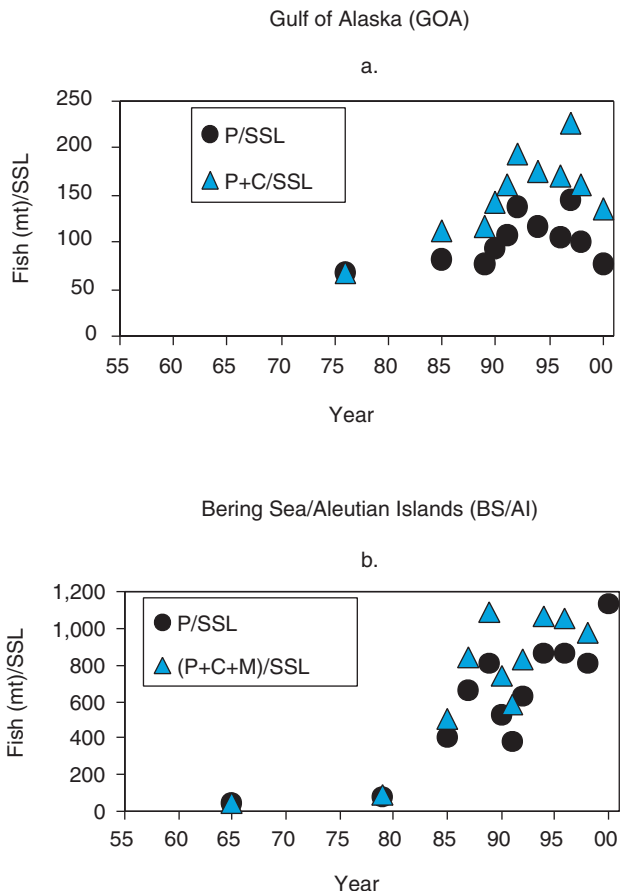 Gulf of Alaska (GOA)
a.
Fish (mt)/SSL
250
200
150
100
50
0
P/SSL
P+C/SSL
55 60 65 70 75 80 85 90 95 00
Year
Bering Sea/Aleutian Islands (BS/AI)
b.
Fish (mt)/SSL
1,200
1,000
800
600
400
200
0
P/SSL
(P+C+M)/SSL
55 60 65 70 75 80 85 90 95 00
Year